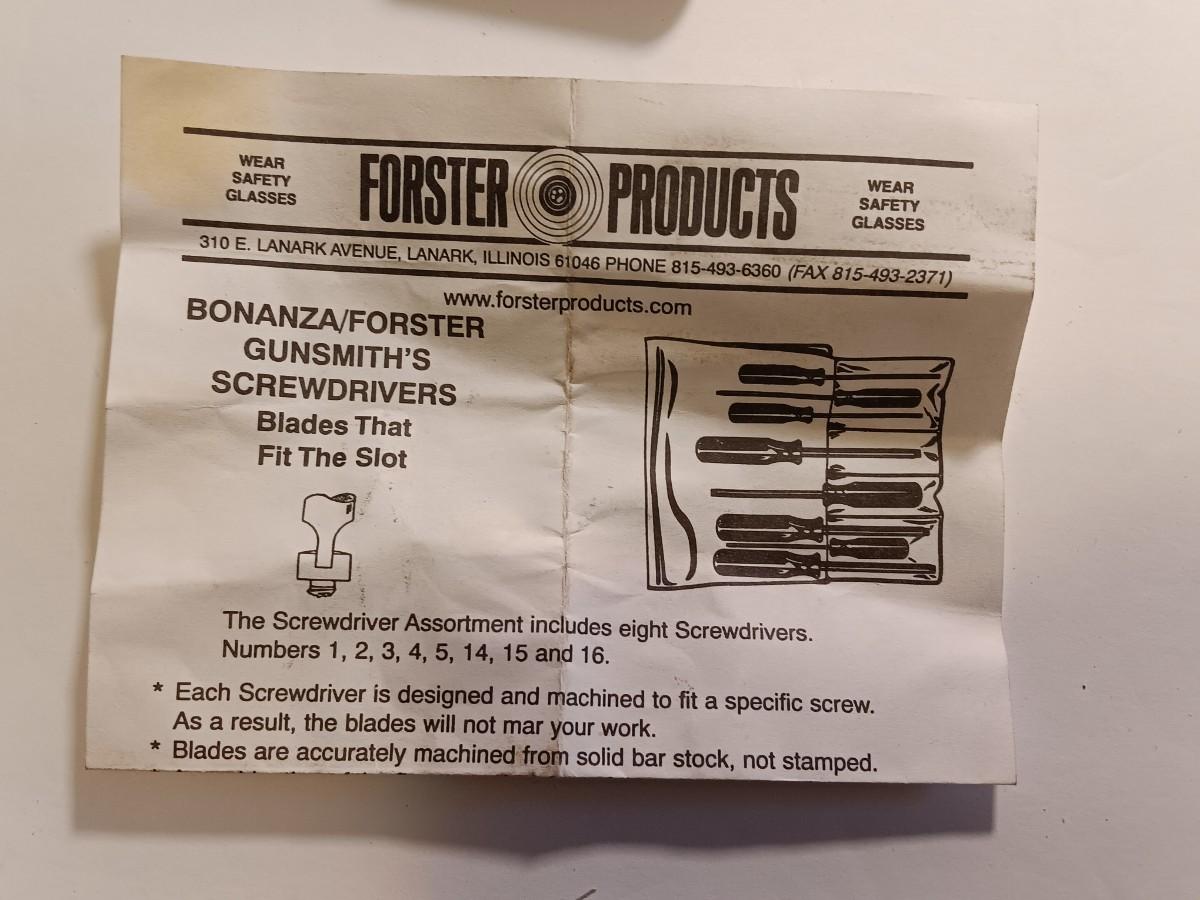 WEAR
SAFETY
GLASSES
FORSTER PRODUCTS
WEAR
SAFETY
GLASSES
310 E. LANARK AVENUE, LANARK, ILLINOIS 61046 PHONE 815-493-6360 (FAX 815-493-2371)
www.forsterproducts.com
BONANZA/FORSTER
GUNSMITH'S
SCREWDRIVERS
Blades That
Fit The Slot
The Screwdriver Assortment includes eight Screwdrivers.
Numbers 1, 2, 3, 4, 5, 14, 15 and 16.
* Each Screwdriver is designed and machined to fit a specific screw.
As a result, the blades will not mar your work.
* Blades are accurately machined from solid bar stock, not stamped.